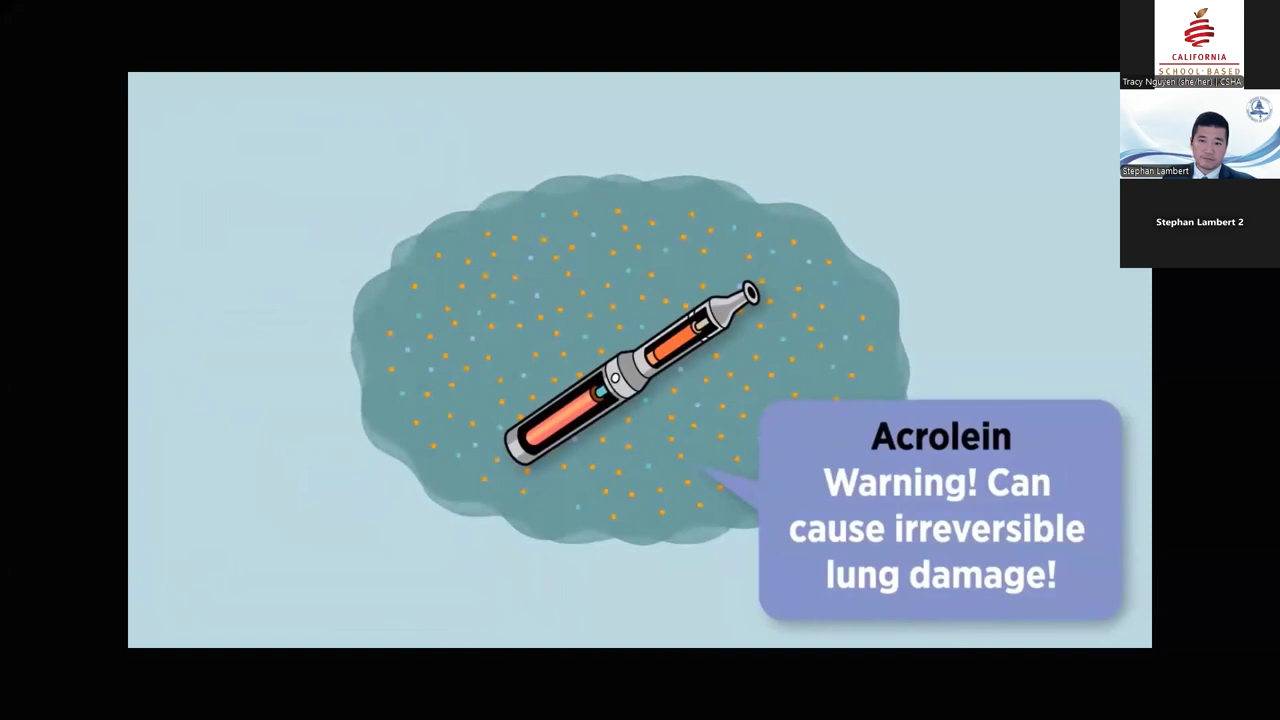 Acrolein
Warning! Can
cause irreversible
lung damage!
CALIFORNIA
SCHOOL-BASED
Tracy Nguyen (she/her) | CSHA
Stephan Lambert
Stephan Lambert 2